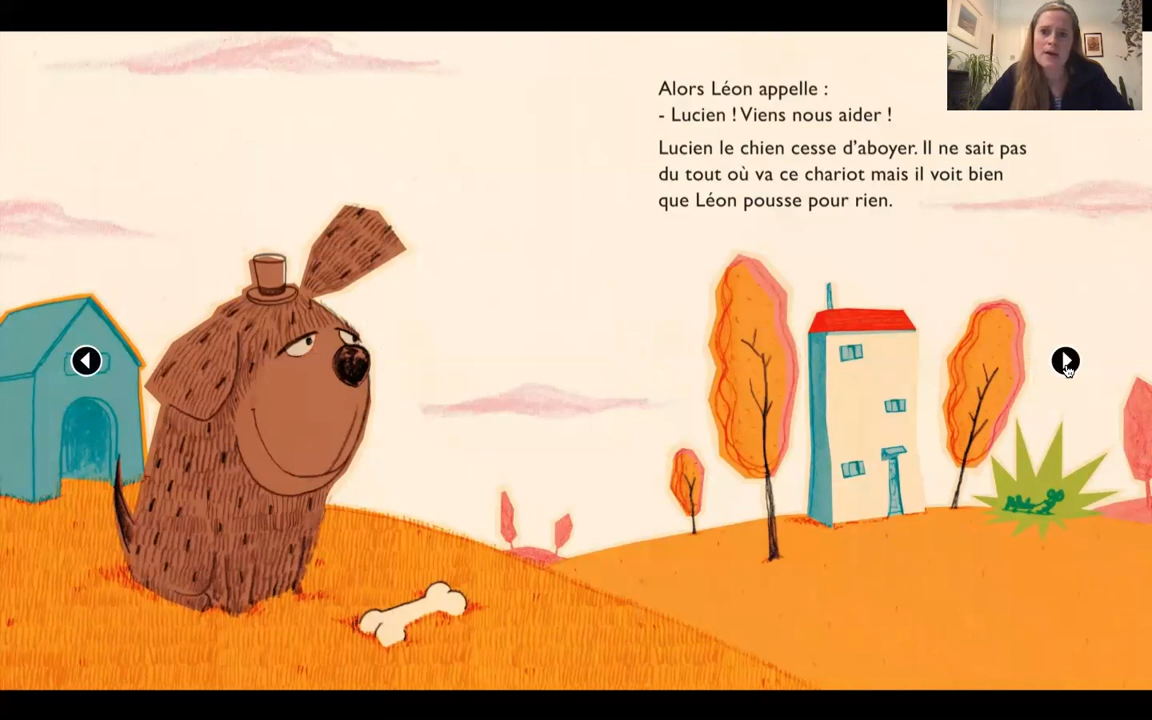 Alors Léon appelle :
- Lucien ! Viens nous aider !
Lucien le chien cesse d'aboyer. Il ne sait pas
du tout où va ce chariot mais il voit bien
que Léon pousse pour rien.